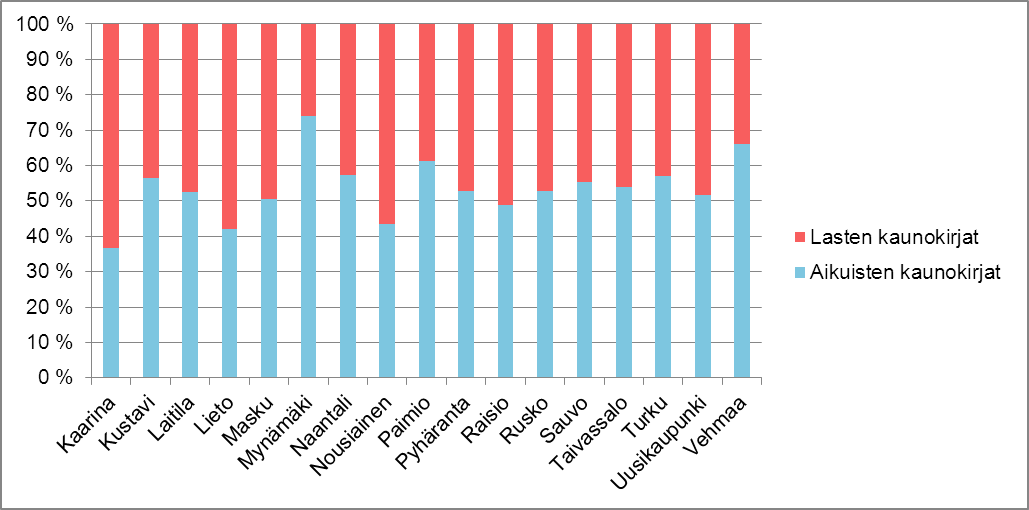 100 %
90 %
80 %
70 %
60 %
50 %
40 %
30 %
20 %
10 %
0 %
Kaarina
Kustavi
Laitila
Lieto
Masku
Mynämäki
Naantali
Nousiainen
Paimio
Pyhäranta
Raisio
Rusko
Sauvo
Taivassalo
Turku
Uusikaupunki
Vehmaa
Lasten kaunokirjat
Aikuisten kaunokirjat